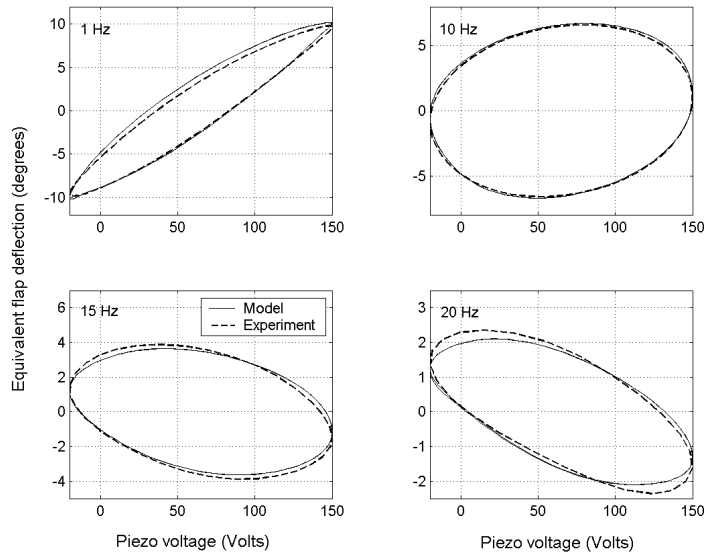 Equivalent flap deflection (degrees)
1 Hz
10
5
0
-5
-10
0 50 100 150
10 Hz
5
0
-5
0 50 100 150
15 Hz
Model
Experiment
6
4
2
0
-2
-4
0 50 100 150
Piezo voltage (Volts)
20 Hz
3
2
1
0
-1
-2
0 50 100 150
Piezo voltage (Volts)